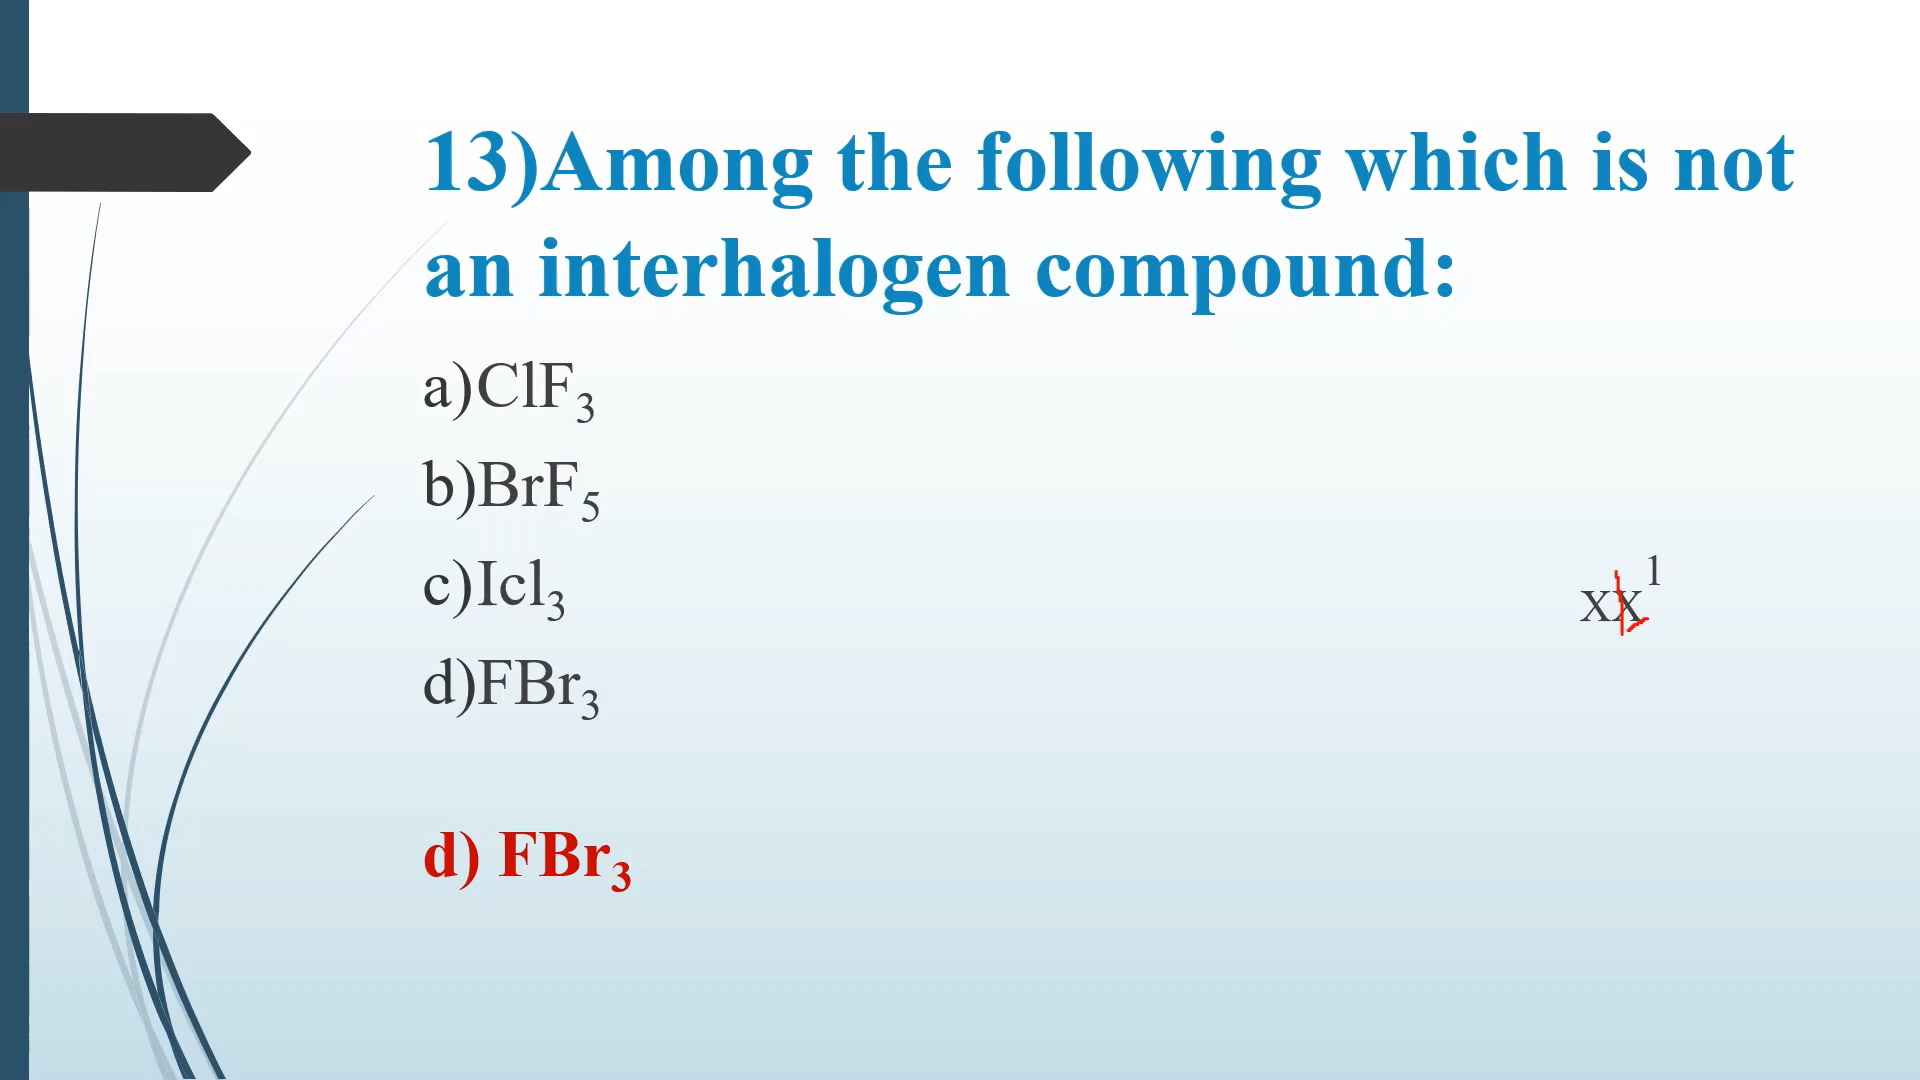 13)Among the following which is not
an interhalogen compound:
a)ClF₃
b)BrF₅
c)Icl₃
xx¹
d)FBr₃
d) FBr₃